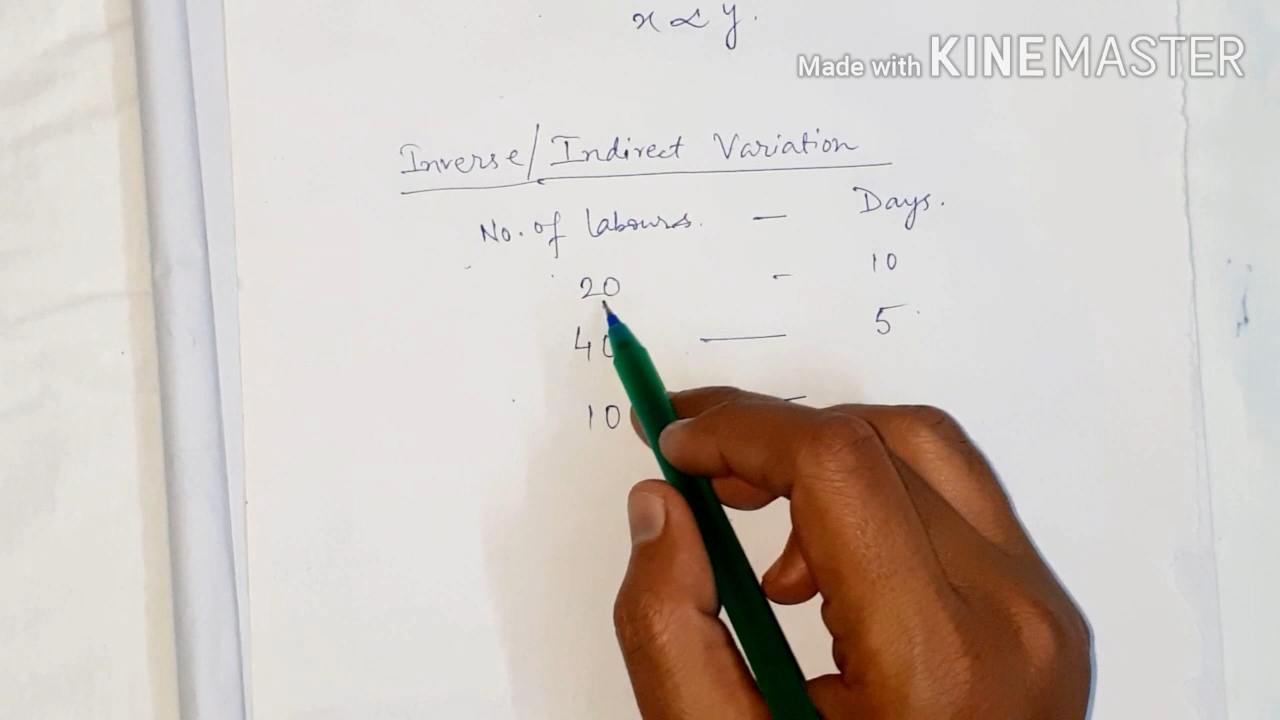 x ∝ y.
Made with KINEMASTER
Inverse/Indirect Variation
No. of labours. — Days.
20 - 10
40 — 5
10 —